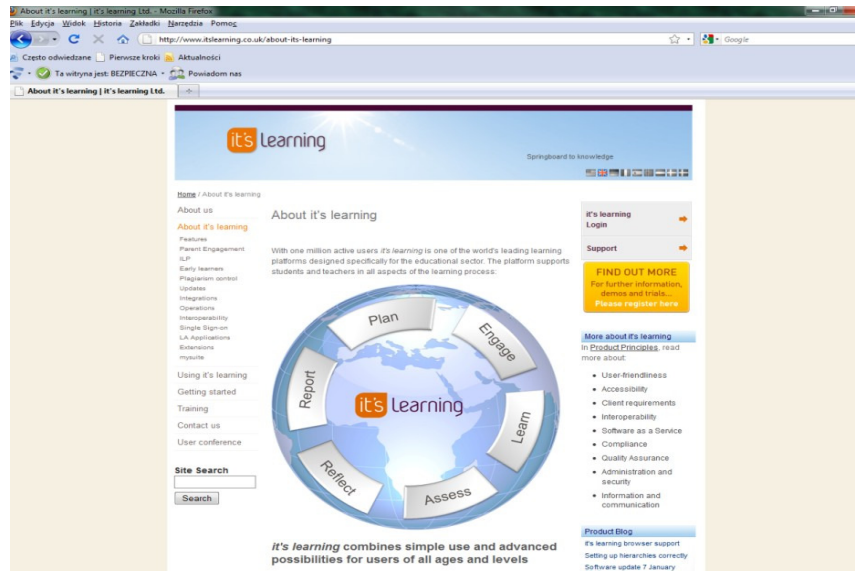 About it's learning | it's learning Ltd. - Mozilla Firefox
Plik Edycja Widok Historia Zakładki Narzędzia Pomoc
http://www.itslearning.co.uk/about-its-learning
Google
Często odwiedzane Pierwsze kroki Aktualności
Ta witryna jest: BEZPIECZNA Powiadom nas
About it's learning | it's learning Ltd.
it's Learning
Springboard to knowledge
Home / About it's learning
About us
About it's learning
Features
Parent Engagement
ILP
Early learners
Plagiarism control
Updates
Integrations
Operations
Interoperability
Single Sign-on
LA Applications
Extensions
mysuite
Using it's learning
Getting started
Training
Contact us
User conference
Site Search
Search
About it's learning
With one million active users it's learning is one of the world's leading learning
platforms designed specifically for the educational sector. The platform supports
students and teachers in all aspects of the learning process:
Plan
Engage
Learn
Assess
Reflect
Report
it's Learning
it's learning combines simple use and advanced
possibilities for users of all ages and levels
it's learning
Login
Support
FIND OUT MORE
For further information,
demos and trials...
Please register here
More about it's learning
In Product Principles, read
more about:
• User-friendliness
• Accessibility
• Client requirements
• Interoperability
• Software as a Service
• Compliance
• Quality Assurance
• Administration and
security
• Information and
communication
Product Blog
it's learning browser support
Setting up hierarchies correctly
Software update 7 January